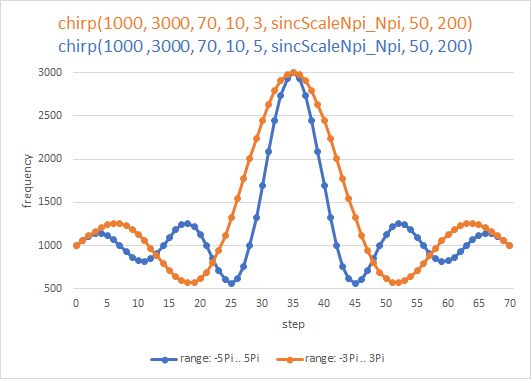 chirp(1000, 3000, 70, 10, 3, sincScaleNpi_Npi, 50, 200)
chirp(1000 ,3000, 70, 10, 5, sincScaleNpi_Npi, 50, 200)
3000
2500
2000
1500
1000
500
frequency
0 5 10 15 20 25 30 35 40 45 50 55 60 65 70
step
range: -5Pi .. 5Pi range: -3Pi .. 3Pi